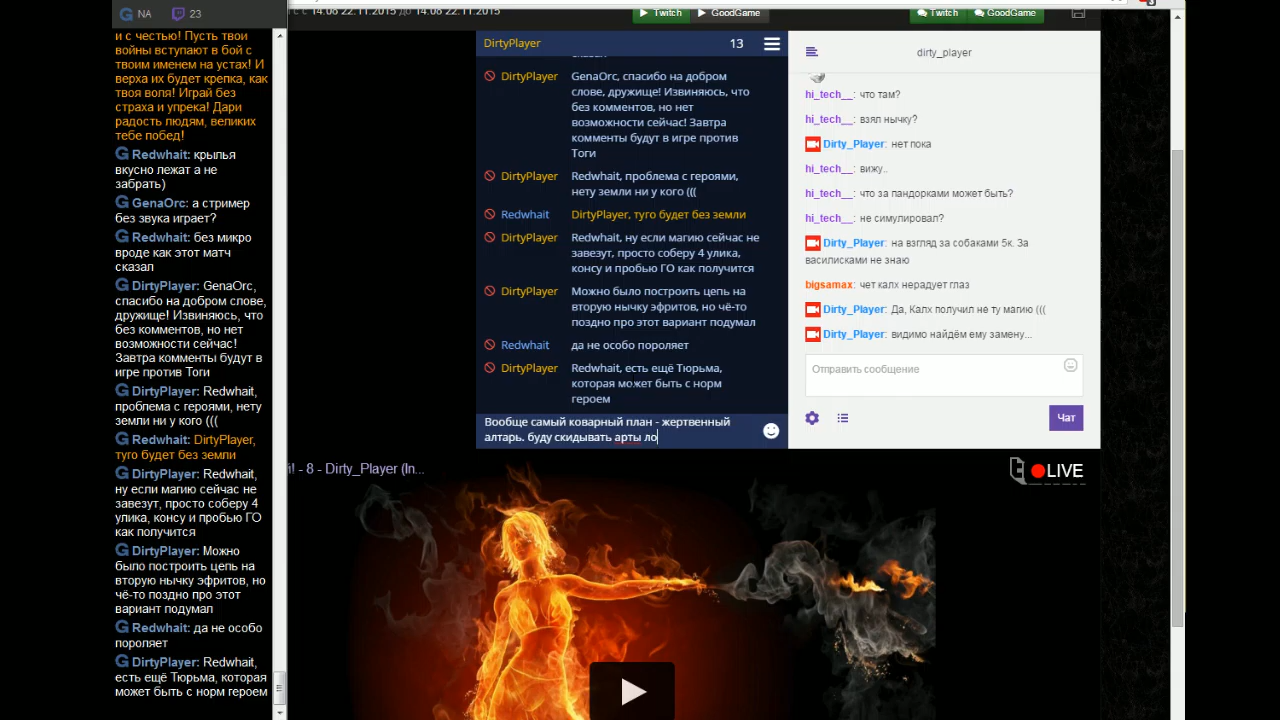 NA 23
и с честью! Пусть твои
войны вступают в бой с
твоим именем на устах! И
верха их будет крепка, как
твоя воля! Играй без
страха и упрека! Дари
радость людям, великих
тебе побед!
Redwhait: крылья
вкусно лежат а не
забрать)
GenaOrc: а стример
без звука играет?
Redwhait: без микро
вроде как этот матч
сказал
DirtyPlayer: GenaOrc,
спасибо на добром слове,
дружище! Извиняюсь, что
без комментов, но нет
возможности сейчас!
Завтра комменты будут в
игре против Тоги
DirtyPlayer: Redwhait,
проблема с героями, нету
земли ни у кого (((
Redwhait: DirtyPlayer,
туго будет без земли
DirtyPlayer: Redwhait,
ну если магию сейчас не
завезут, просто соберу 4
улика, консу и пробью ГО
как получится
DirtyPlayer: Можно
было построить цепь на
вторую нычку эфритов, но
чё-то поздно про этот
вариант подумал
Redwhait: да не особо
пороляет
DirtyPlayer: Redwhait,
есть ещё Тюрьма, которая
может быть с норм героем
14:06 22.11.2015 до 14:06 22.11.2015
Twitch GoodGame
Twitch GoodGame
DirtyPlayer 13
DirtyPlayer GenaOrc, спасибо на добром
слове, дружище! Извиняюсь, что
без комментов, но нет
возможности сейчас! Завтра
комменты будут в игре против
Тоги
DirtyPlayer Redwhait, проблема с героями,
нету земли ни у кого (((
Redwhait DirtyPlayer, туго будет без земли
DirtyPlayer Redwhait, ну если магию сейчас не
завезут, просто соберу 4 улика,
консу и пробью ГО как получится
DirtyPlayer Можно было построить цепь на
вторую нычку эфритов, но чё-то
поздно про этот вариант подумал
Redwhait да не особо пороляет
DirtyPlayer Redwhait, есть ещё Тюрьма,
которая может быть с норм
героем
Вообще самый коварный план - жертвенный
алтарь. буду скидывать арты ло
dirty_player
hi_tech__: что там?
hi_tech__: взял нычку?
Dirty_Player: нет пока
hi_tech__: вижу..
hi_tech__: что за пандорками может быть?
hi_tech__: не симулировал?
Dirty_Player: на взгляд за собаками 5к. За
василисками не знаю
bigsamax: чет калх нерадует глаз
Dirty_Player: Да, Калх получил не ту магию (((
Dirty_Player: видимо найдём ему замену...
Отправить сообщение
Чат
й! - 8 - Dirty_Player (In...
LIVE